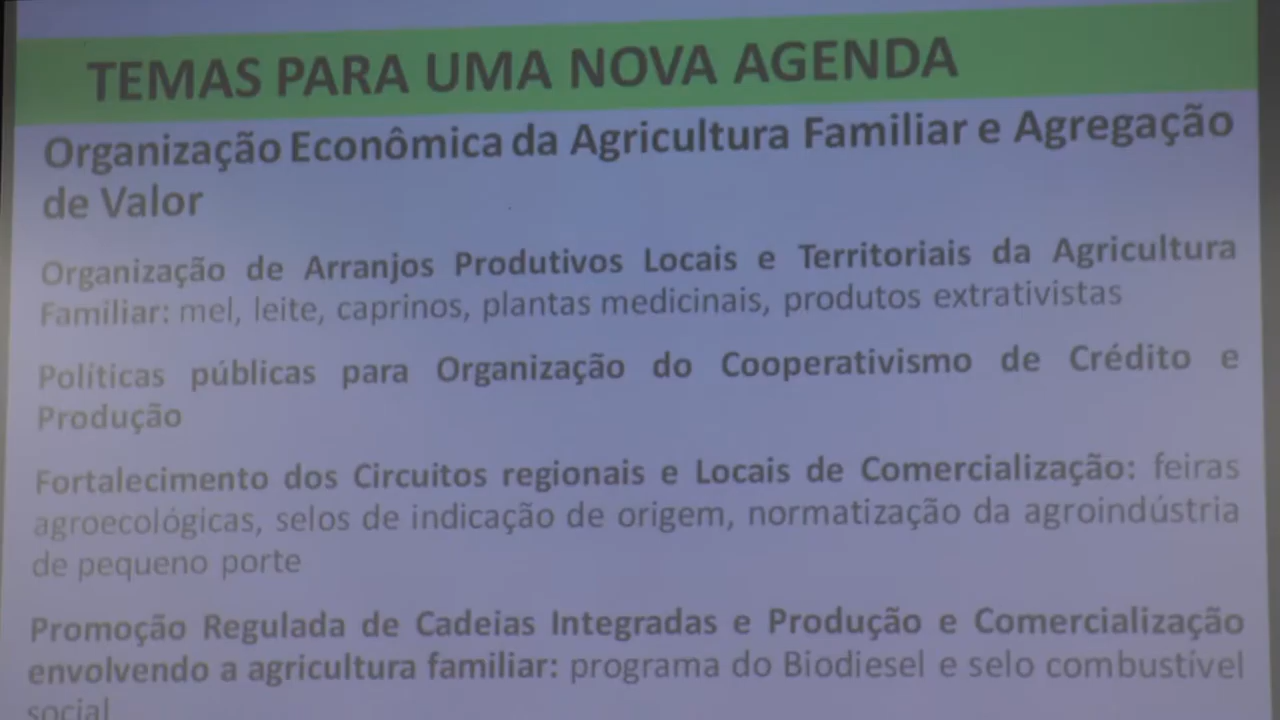 TEMAS PARA UMA NOVA AGENDA
Organização Econômica da Agricultura Familiar e Agregação
de Valor
Organização de Arranjos Produtivos Locais e Territoriais da Agricultura
Familiar: mel, leite, caprinos, plantas medicinais, produtos extrativistas
Políticas públicas para Organização do Cooperativismo de Crédito e
Produção
Fortalecimento dos Circuitos regionais e Locais de Comercialização: feiras
agroecológicas, selos de indicação de origem, normatização da agroindústria
de pequeno porte
Promoção Regulada de Cadeias Integradas e Produção e Comercialização
envolvendo a agricultura familiar: programa do Biodiesel e selo combustível
social